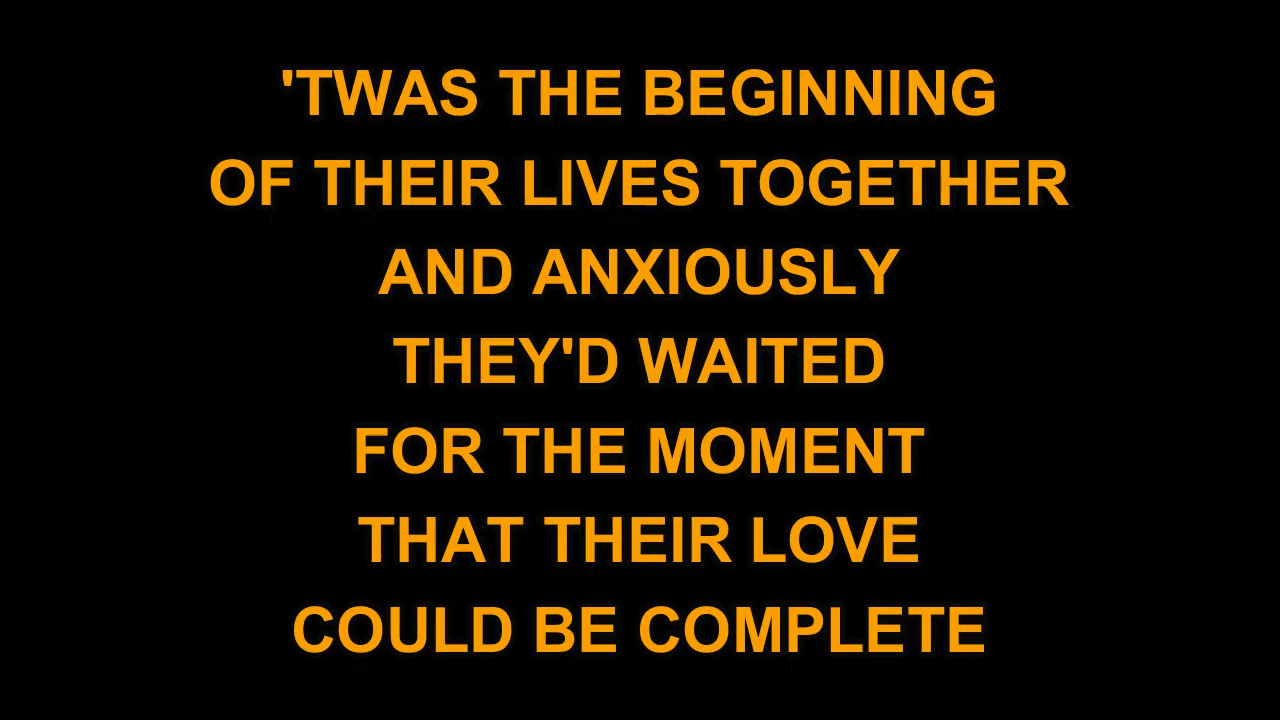 'TWAS THE BEGINNING
OF THEIR LIVES TOGETHER
AND ANXIOUSLY
THEY'D WAITED
FOR THE MOMENT
THAT THEIR LOVE
COULD BE COMPLETE